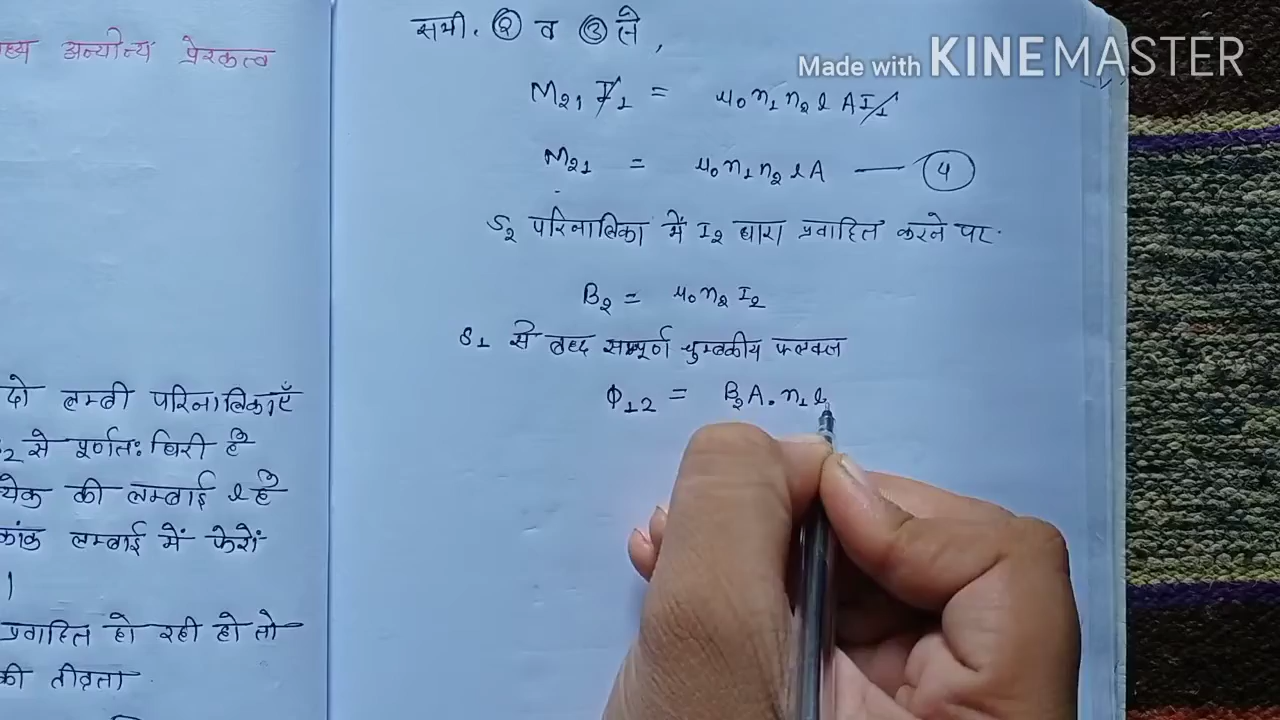 ध्य अन्योन्य प्रेरकत्व
दो लम्बी परिनालिकाएँ
2 से पूर्णतः घिरी है
येक की लम्बाई l है
कांक लम्बाई में फेरों
।
प्रवाहित हो रही हो तो
की तीव्रता
समी. ② व ③ से,
Made with KINEMASTER
M₂₁ I₁ = μ₀n₁n₂lAI₁
M₂₁ = μ₀n₁n₂lA — ④
S₂ परिनालिका में I₂ धारा प्रवाहित करने पर
B₂ = μ₀n₂I₂
S₁ से बद्ध सम्पूर्ण चुम्बकीय फ्लक्स
Φ₁₂ = B₂A.n₁l